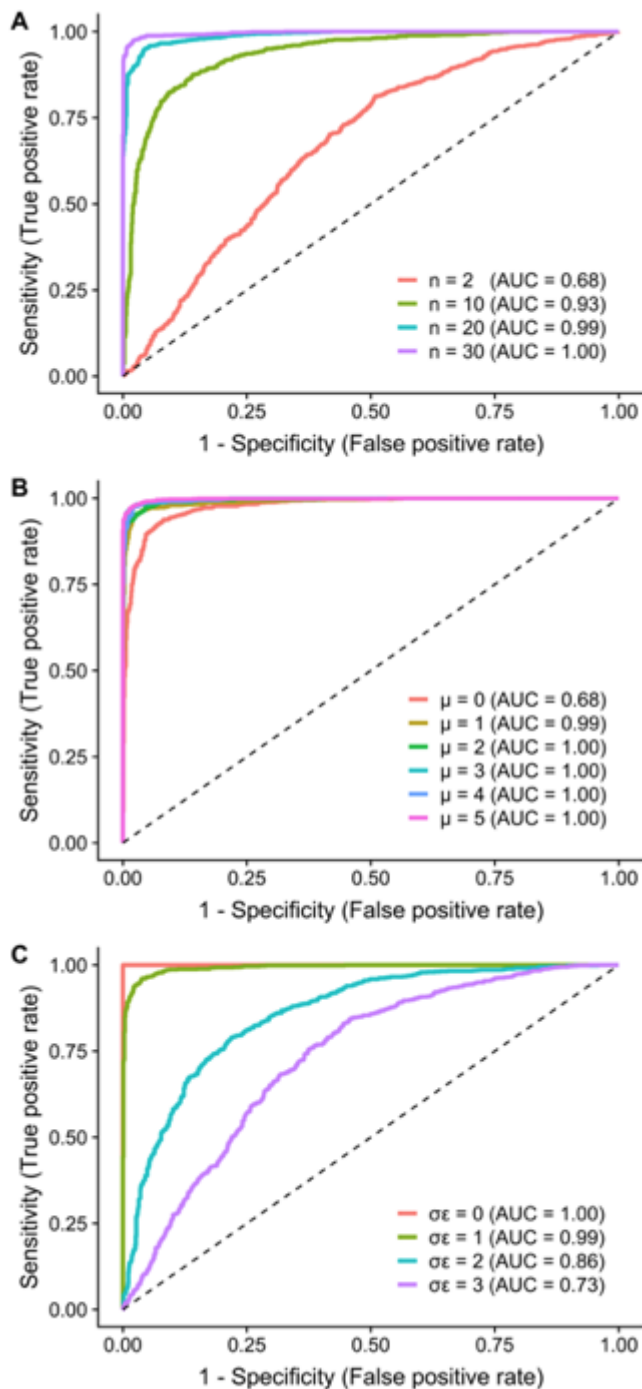 A
1.00
0.75
0.50
0.25
0.00
Sensitivity (True positive rate)
n = 2 (AUC = 0.68)
n = 10 (AUC = 0.93)
n = 20 (AUC = 0.99)
n = 30 (AUC = 1.00)
0.00 0.25 0.50 0.75 1.00
1 - Specificity (False positive rate)
B
1.00
0.75
0.50
0.25
0.00
Sensitivity (True positive rate)
μ = 0 (AUC = 0.68)
μ = 1 (AUC = 0.99)
μ = 2 (AUC = 1.00)
μ = 3 (AUC = 1.00)
μ = 4 (AUC = 1.00)
μ = 5 (AUC = 1.00)
0.00 0.25 0.50 0.75 1.00
1 - Specificity (False positive rate)
C
1.00
0.75
0.50
0.25
0.00
Sensitivity (True positive rate)
σε = 0 (AUC = 1.00)
σε = 1 (AUC = 0.99)
σε = 2 (AUC = 0.86)
σε = 3 (AUC = 0.73)
0.00 0.25 0.50 0.75 1.00
1 - Specificity (False positive rate)